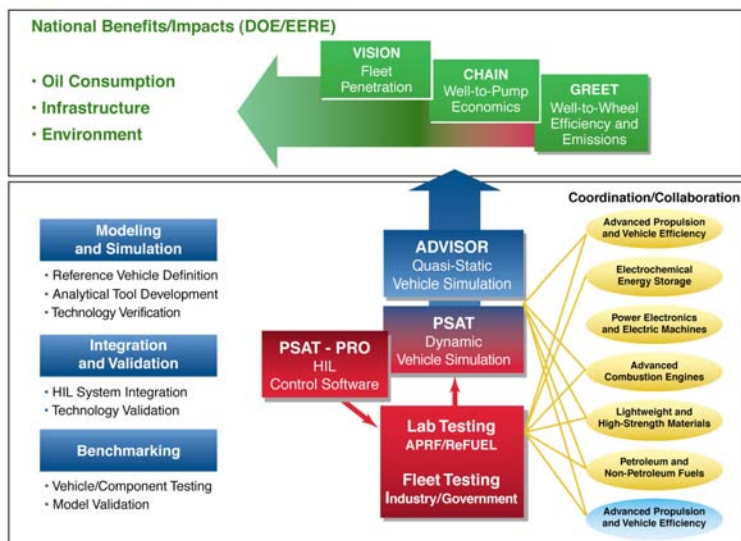 National Benefits/Impacts (DOE/EERE)
• Oil Consumption
• Infrastructure
• Environment
VISION
Fleet
Penetration
CHAIN
Well-to-Pump
Economics
GREET
Well-to-Wheel
Efficiency and
Emissions
Modeling
and Simulation
• Reference Vehicle Definition
• Analytical Tool Development
• Technology Verification
Integration
and Validation
• HIL System Integration
• Technology Validation
Benchmarking
• Vehicle/Component Testing
• Model Validation
ADVISOR
Quasi-Static
Vehicle Simulation
PSAT
Dynamic
Vehicle Simulation
PSAT - PRO
HIL
Control Software
Lab Testing
APRF/ReFUEL
Fleet Testing
Industry/Government
Coordination/Collaboration
Advanced Propulsion
and Vehicle Efficiency
Electrochemical
Energy Storage
Power Electronics
and Electric Machines
Advanced
Combustion Engines
Lightweight and
High-Strength Materials
Petroleum and
Non-Petroleum Fuels
Advanced Propulsion
and Vehicle Efficiency